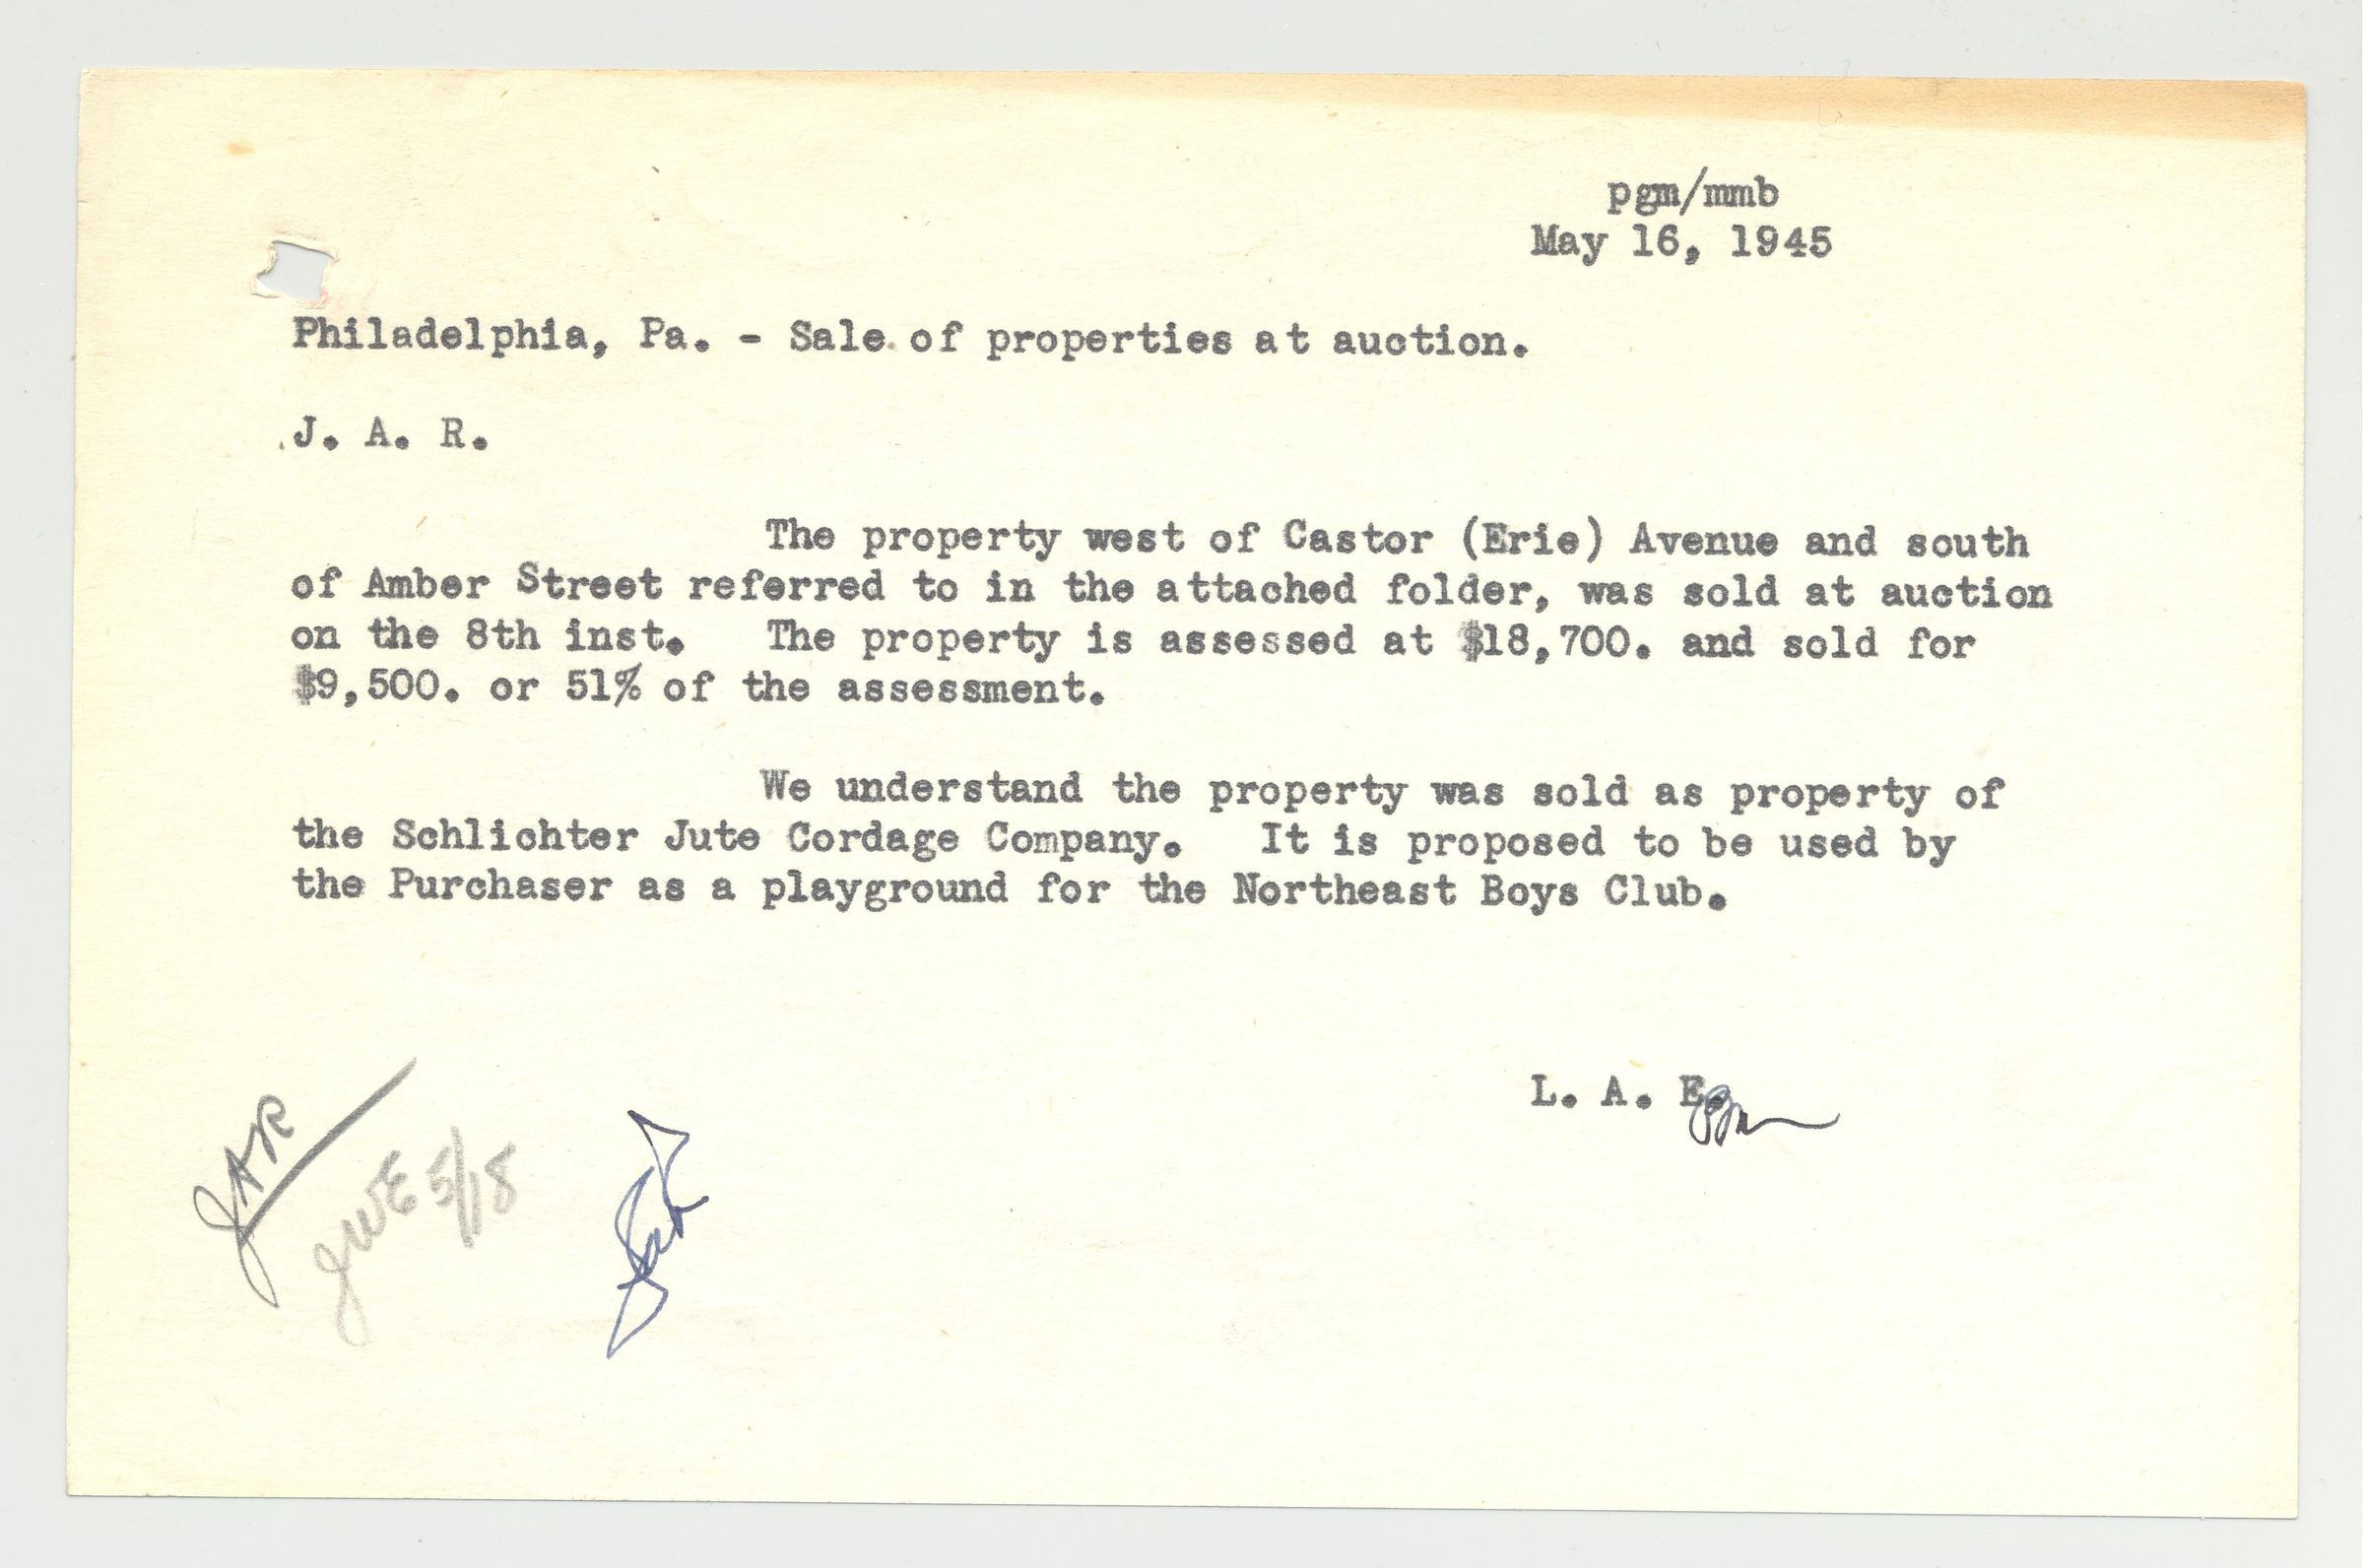 pgm/mmb
May 16, 1945
Philadelphia, Pa. - Sale of properties at auction.
J. A. R.
The property west of Castor (Erie) Avenue and south
of Amber Street referred to in the attached folder, was sold at auction
on the 8th inst. The property is assessed at $18,700. and sold for
$9,500. or 51% of the assessment.
We understand the property was sold as property of
the Schlichter Jute Cordage Company. It is proposed to be used by
the Purchaser as a playground for the Northeast Boys Club.
L. A. E.
JAR
JWE 5/18